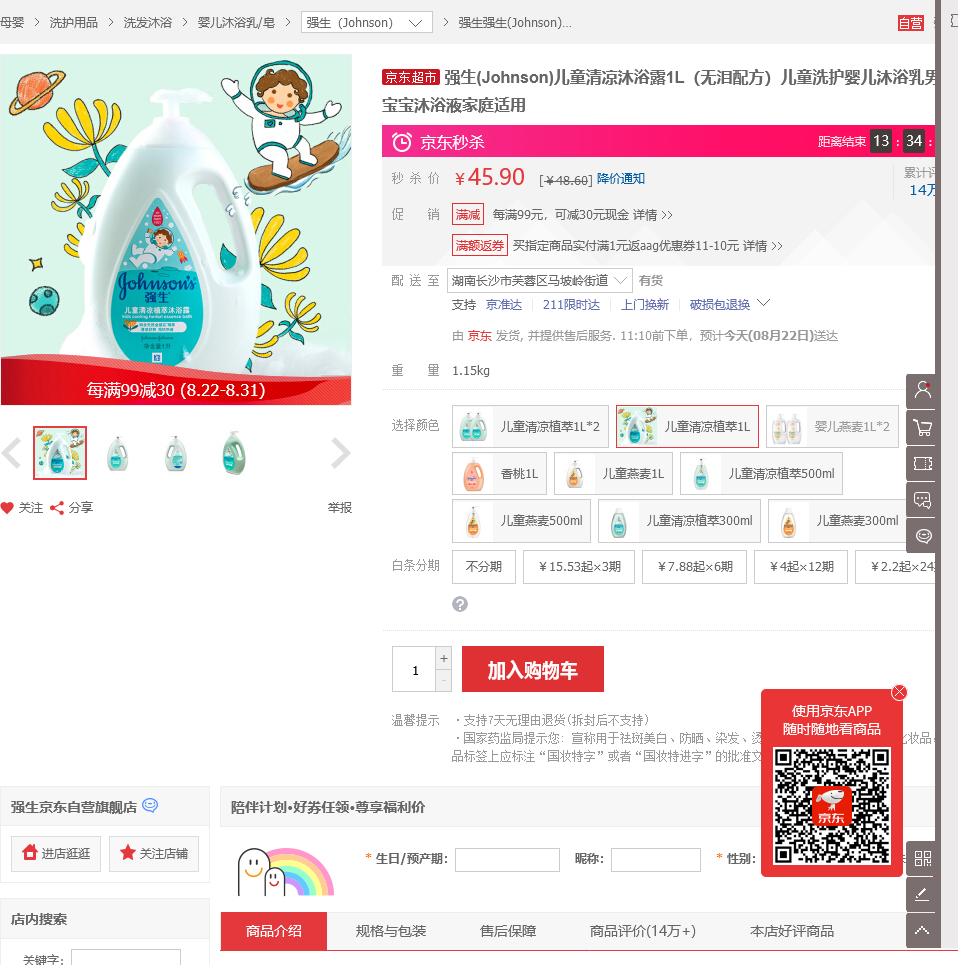 母婴 > 洗护用品 > 洗发沐浴 > 婴儿沐浴乳/皂 > 强生（Johnson） > 强生强生(Johnson)...
自营
京东超市 强生(Johnson)儿童清凉沐浴露1L（无泪配方）儿童洗护婴儿沐浴乳男
宝宝沐浴液家庭适用
京东秒杀 距离结束 13 : 34 :
秒杀价 ¥45.90 [¥48.60] 降价通知 累计评
14万
促销 满减 每满99元，可减30元现金 详情 >>
满额返券 买指定商品实付满1元返aag优惠券11-10元 详情 >>
配送至 湖南长沙市芙蓉区马坡岭街道 有货
支持 京准达 211限时达 上门换新 破损包退换
由 京东 发货, 并提供售后服务. 11:10前下单, 预计今天(08月22日)送达
重量 1.15kg
Johnson's
强生
儿童清凉植萃沐浴露
kids cooling herbal essence bath
净含量1升
每满99减30 (8.22-8.31)
关注 分享 举报
选择颜色 儿童清凉植萃1L*2 儿童清凉植萃1L 婴儿燕麦1L*2
香桃1L 儿童燕麦1L 儿童清凉植萃500ml
儿童燕麦500ml 儿童清凉植萃300ml 儿童燕麦300ml
白条分期 不分期 ￥15.53起×3期 ￥7.88起×6期 ￥4起×12期 ￥2.2起×24
?
1 + - 加入购物车
温馨提示 ·支持7天无理由退货(拆封后不支持)
·国家药监局提示您：宣称用于祛斑美白、防晒、染发、烫
化妆品
品标签上应标注“国妆特字”或者“国妆特进字”的批准文
使用京东APP
随时随地看商品
京东
强生京东自营旗舰店
进店逛逛 关注店铺
店内搜索
关键字：
陪伴计划•好券任领•尊享福利价
* 生日/预产期： 昵称： * 性别：
商品介绍 规格与包装 售后保障 商品评价(14万+) 本店好评商品